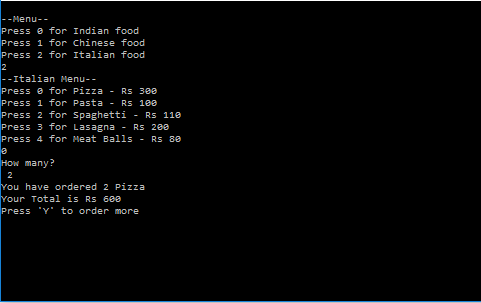 --Menu--
Press 0 for Indian food
Press 1 for Chinese food
Press 2 for Italian food
2
--Italian Menu--
Press 0 for Pizza - Rs 300
Press 1 for Pasta - Rs 100
Press 2 for Spaghetti - Rs 110
Press 3 for Lasagna - Rs 200
Press 4 for Meat Balls - Rs 80
0
How many?
2
You have ordered 2 Pizza
Your Total is Rs 600
Press 'Y' to order more